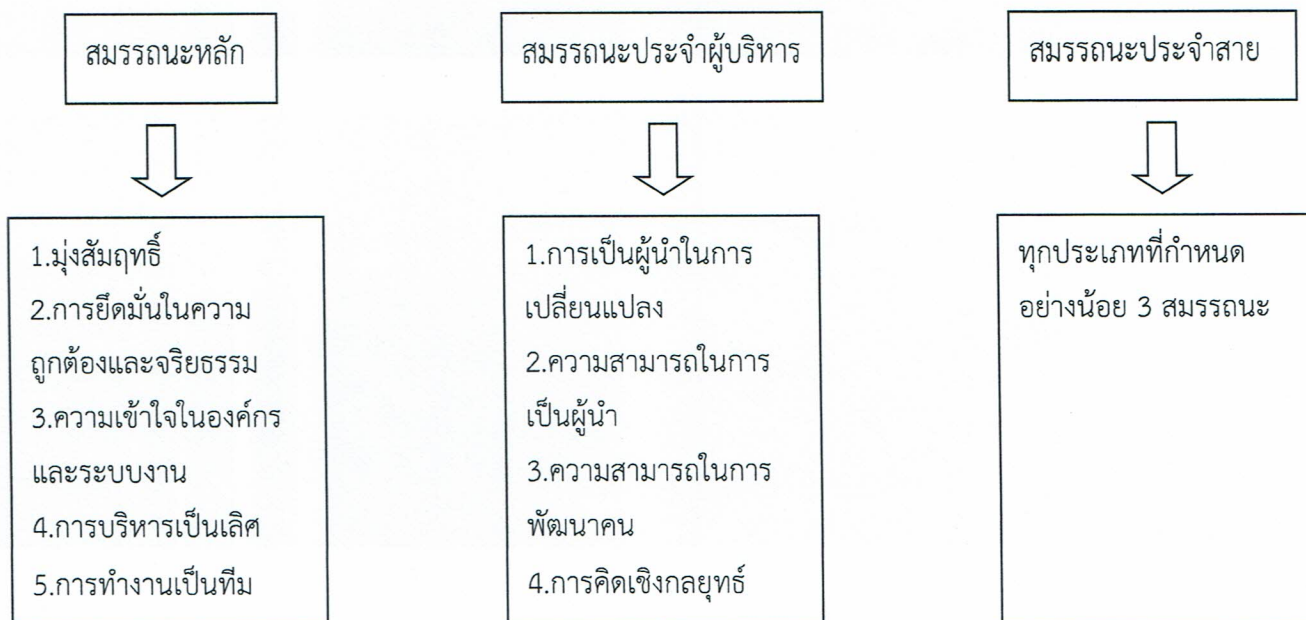 สมรรถนะหลัก
สมรรถนะประจำผู้บริหาร
สมรรถนะประจำสาย
1.มุ่งสัมฤทธิ์
2.การยึดมั่นในความ
ถูกต้องและจริยธรรม
3.ความเข้าใจในองค์กร
และระบบงาน
4.การบริหารเป็นเลิศ
5.การทำงานเป็นทีม
1.การเป็นผู้นำในการ
เปลี่ยนแปลง
2.ความสามารถในการ
เป็นผู้นำ
3.ความสามารถในการ
พัฒนาคน
4.การคิดเชิงกลยุทธ์
ทุกประเภทที่กำหนด
อย่างน้อย 3 สมรรถนะ